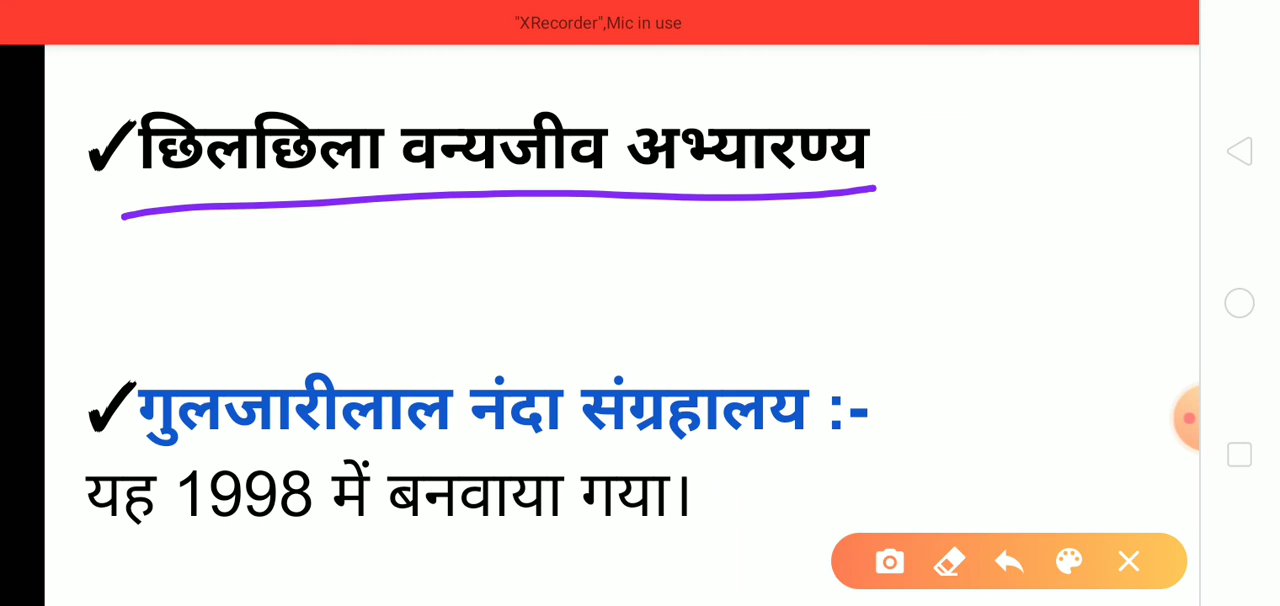 "XRecorder",Mic in use
✓छिलछिला वन्यजीव अभ्यारण्य
✓गुलजारीलाल नंदा संग्रहालय :-
यह 1998 में बनवाया गया।